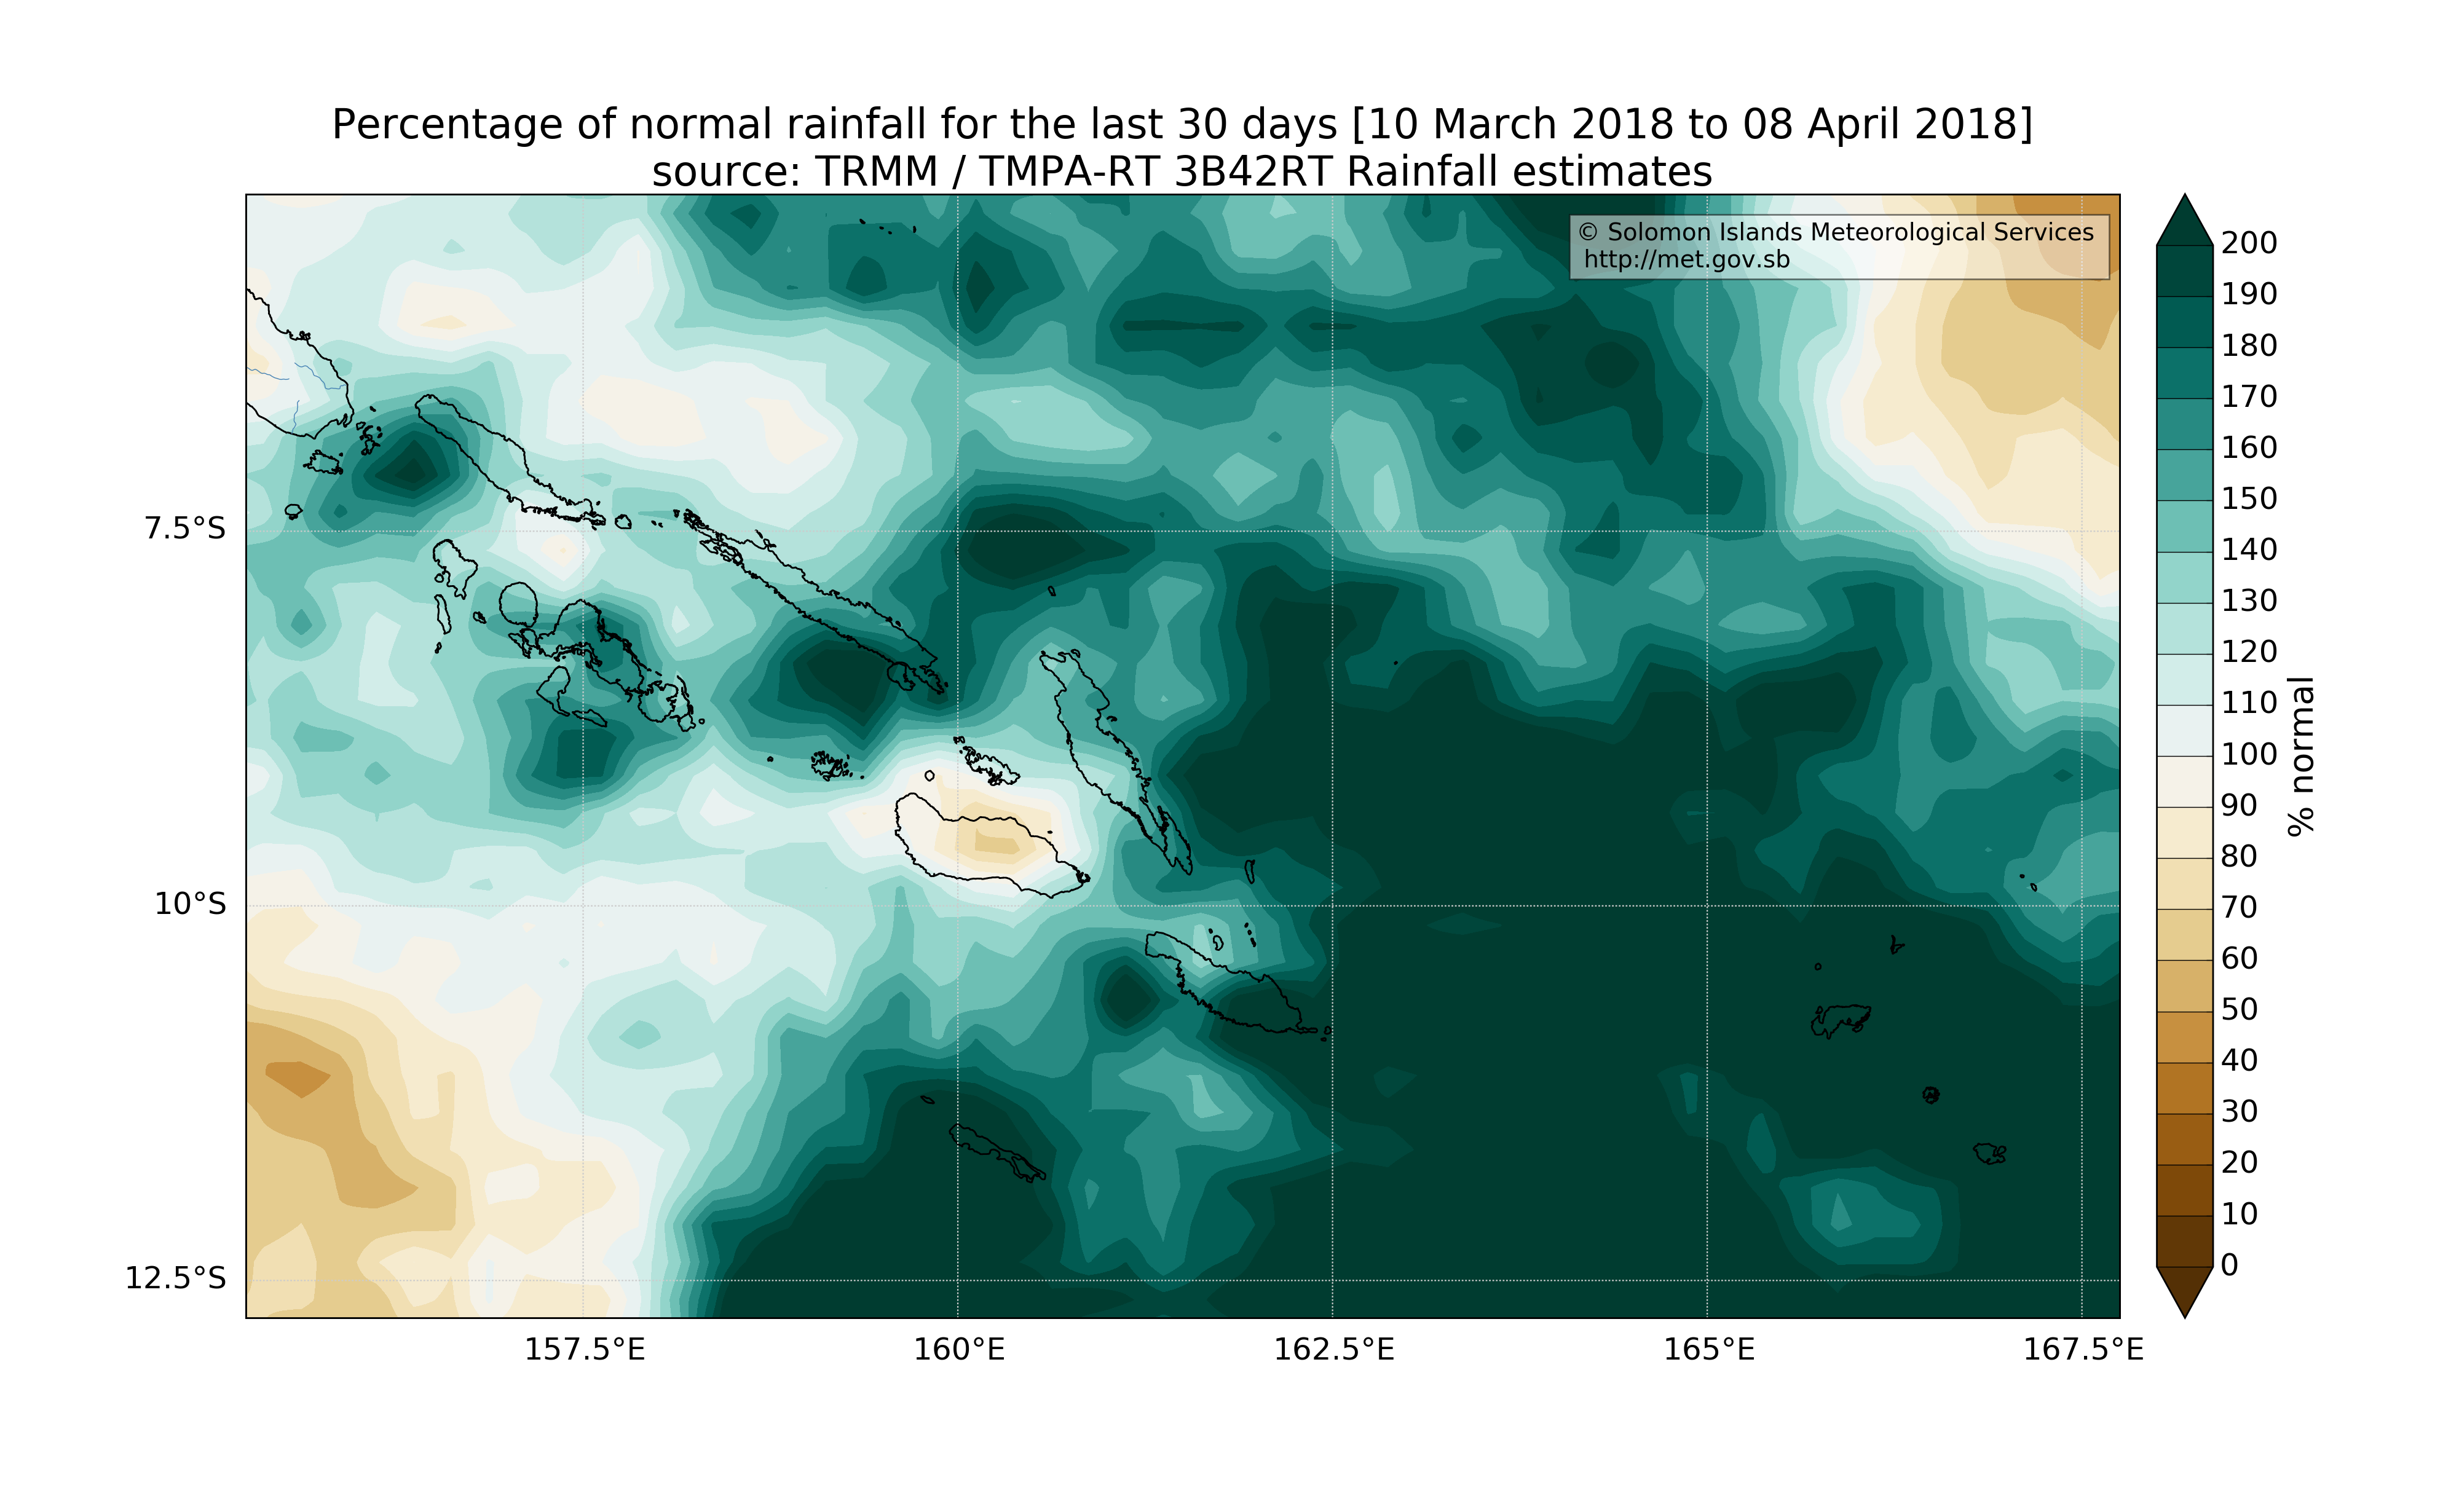 Percentage of normal rainfall for the last 30 days [10 March 2018 to 08 April 2018]
source: TRMM / TMPA-RT 3B42RT Rainfall estimates
© Solomon Islands Meteorological Services
http://met.gov.sb
7.5°S
10°S
12.5°S
157.5°E
160°E
162.5°E
165°E
167.5°E
200
190
180
170
160
150
140
130
120
110
100
90
80
70
60
50
40
30
20
10
0
% normal